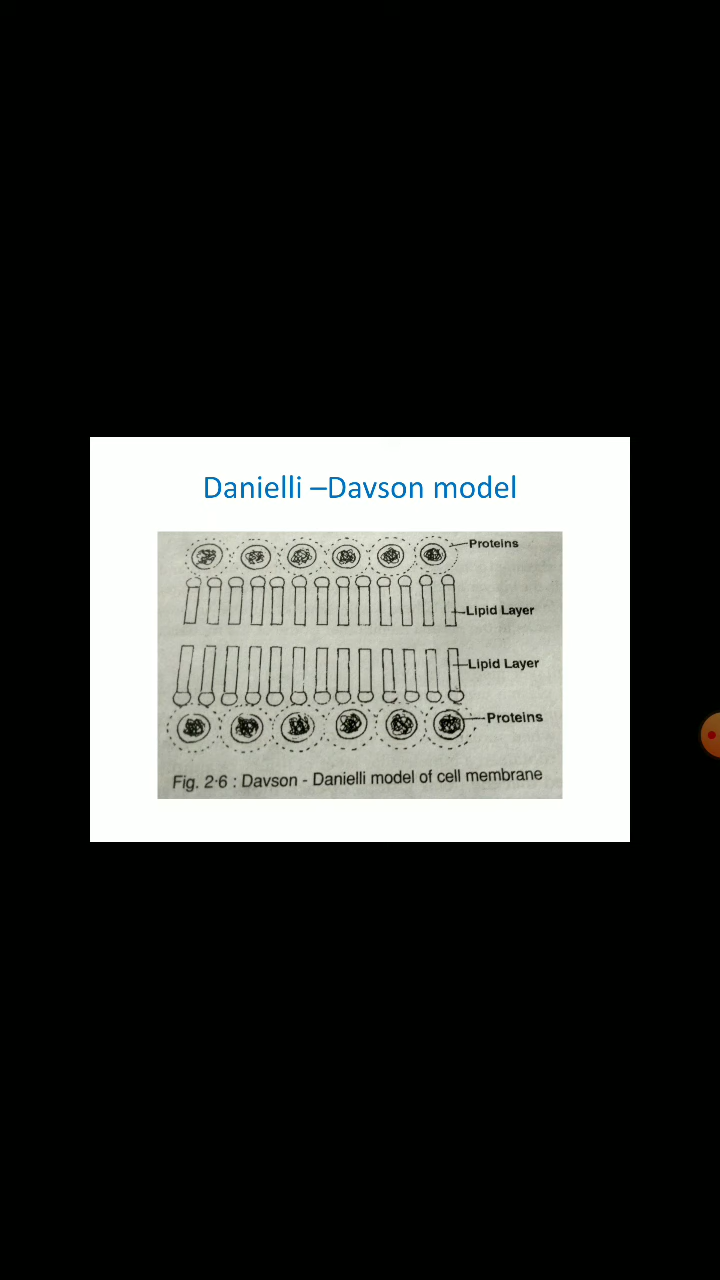 Danielli –Davson model
Proteins
Lipid Layer
Lipid Layer
Proteins
Fig. 2·6 : Davson - Danielli model of cell membrane